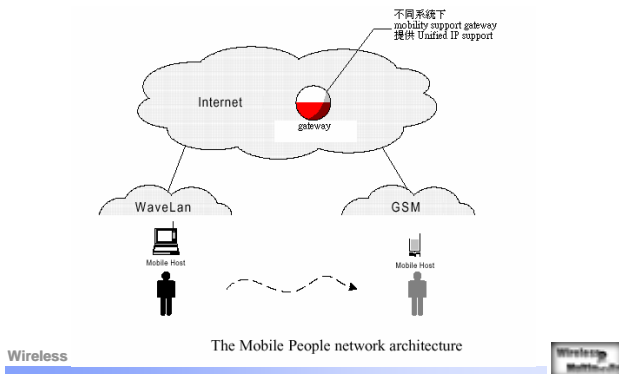 不同系統下
mobility support gateway
提供 Unified IP support
Internet
gateway
WaveLan
GSM
Mobile Host
Mobile Host
The Mobile People network architecture
Wireless
Wireless